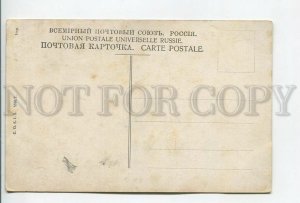 ВСЕМІРНЫЙ ПОЧТОВЫЙ СОЮЗЪ. РОССІЯ.
UNION POSTALE UNIVERSELLE RUSSIE.
ПОЧТОВАЯ КАРТОЧКА. CARTE POSTALE.
NOT FOR COPY